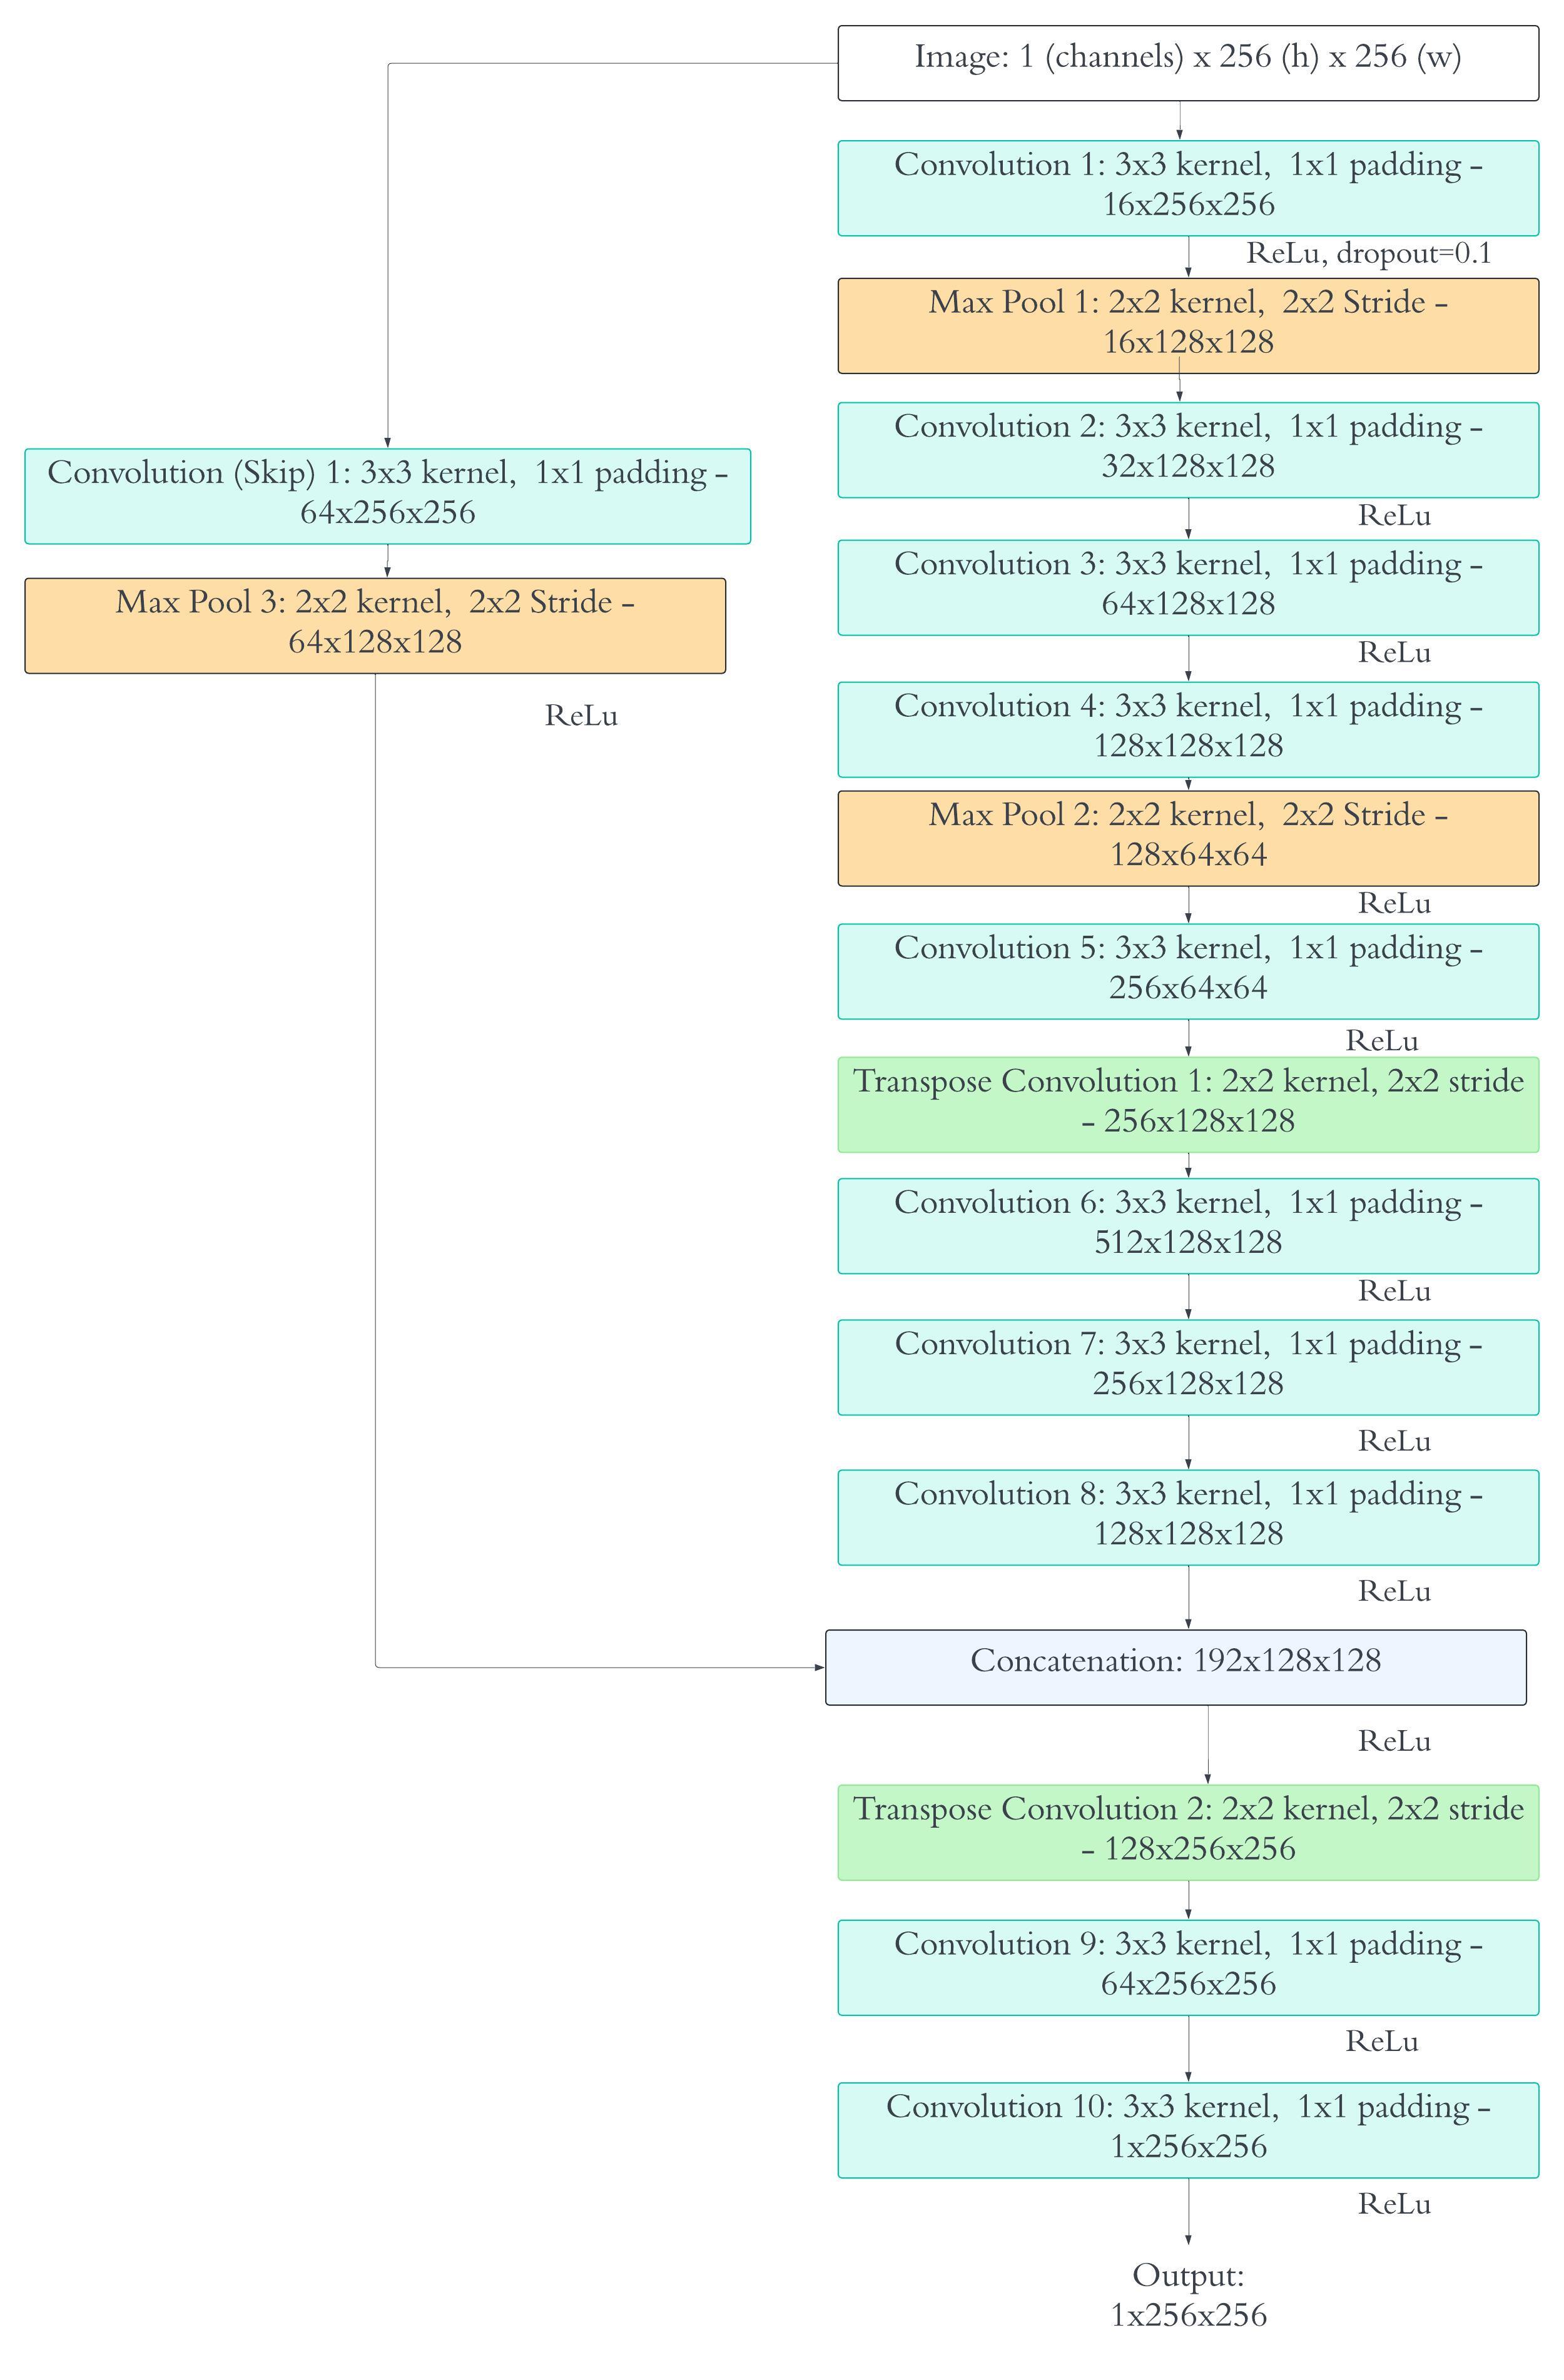 Image: 1 (channels) x 256 (h) x 256 (w)
Convolution 1: 3x3 kernel, 1x1 padding -
16x256x256
ReLu, dropout=0.1
Max Pool 1: 2x2 kernel, 2x2 Stride -
16x128x128
Convolution 2: 3x3 kernel, 1x1 padding -
32x128x128
ReLu
Convolution (Skip) 1: 3x3 kernel, 1x1 padding -
64x256x256
Max Pool 3: 2x2 kernel, 2x2 Stride -
64x128x128
ReLu
Convolution 3: 3x3 kernel, 1x1 padding -
64x128x128
ReLu
Convolution 4: 3x3 kernel, 1x1 padding -
128x128x128
Max Pool 2: 2x2 kernel, 2x2 Stride -
128x64x64
ReLu
Convolution 5: 3x3 kernel, 1x1 padding -
256x64x64
ReLu
Transpose Convolution 1: 2x2 kernel, 2x2 stride
- 256x128x128
Convolution 6: 3x3 kernel, 1x1 padding -
512x128x128
ReLu
Convolution 7: 3x3 kernel, 1x1 padding -
256x128x128
ReLu
Convolution 8: 3x3 kernel, 1x1 padding -
128x128x128
ReLu
Concatenation: 192x128x128
ReLu
Transpose Convolution 2: 2x2 kernel, 2x2 stride
- 128x256x256
Convolution 9: 3x3 kernel, 1x1 padding -
64x256x256
ReLu
Convolution 10: 3x3 kernel, 1x1 padding -
1x256x256
ReLu
Output:
1x256x256